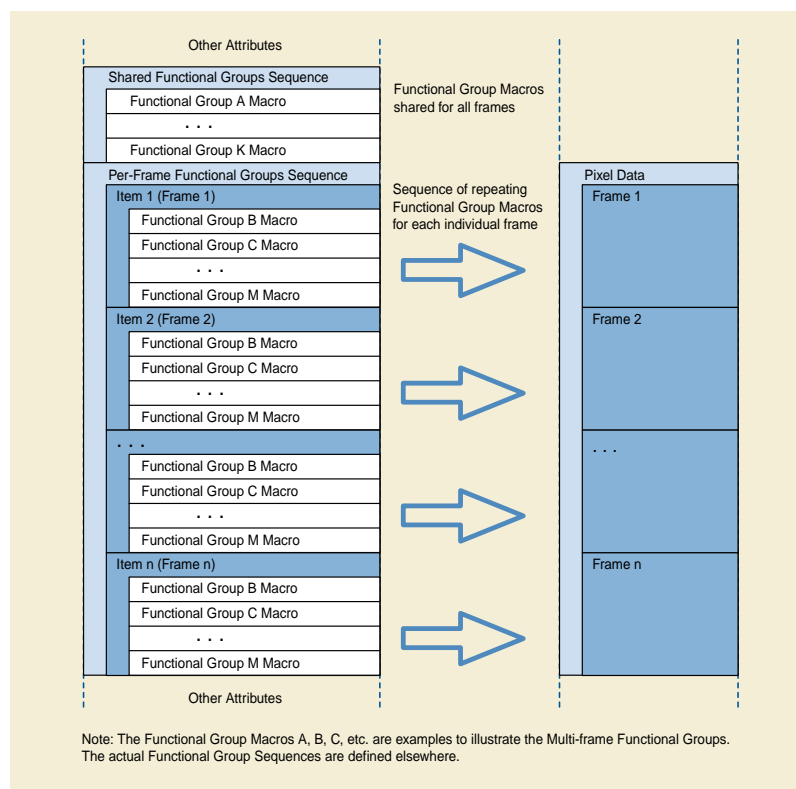 Other Attributes
Shared Functional Groups Sequence
Functional Group A Macro
. . .
Functional Group K Macro
Functional Group Macros
shared for all frames
Per-Frame Functional Groups Sequence
Item 1 (Frame 1)
Functional Group B Macro
Functional Group C Macro
. . .
Functional Group M Macro
Item 2 (Frame 2)
Functional Group B Macro
Functional Group C Macro
. . .
Functional Group M Macro
. . .
Functional Group B Macro
Functional Group C Macro
. . .
Functional Group M Macro
Item n (Frame n)
Functional Group B Macro
Functional Group C Macro
. . .
Functional Group M Macro
Other Attributes
Sequence of repeating
Functional Group Macros
for each individual frame
Pixel Data
Frame 1
Frame 2
. . .
Frame n
Note: The Functional Group Macros A, B, C, etc. are examples to illustrate the Multi-frame Functional Groups.
The actual Functional Group Sequences are defined elsewhere.